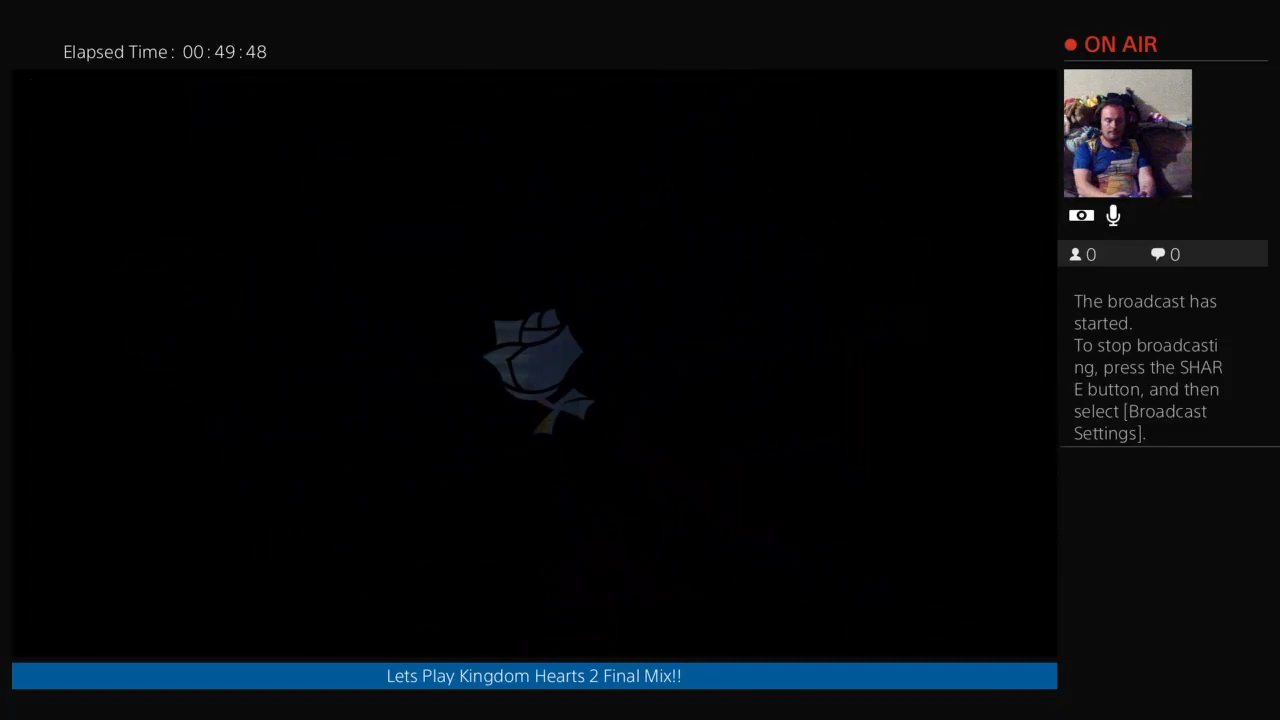 Elapsed Time: 00:49:48
ON AIR
0 0
The broadcast has
started.
To stop broadcasti
ng, press the SHAR
E button, and then
select [Broadcast
Settings].
Lets Play Kingdom Hearts 2 Final Mix!!